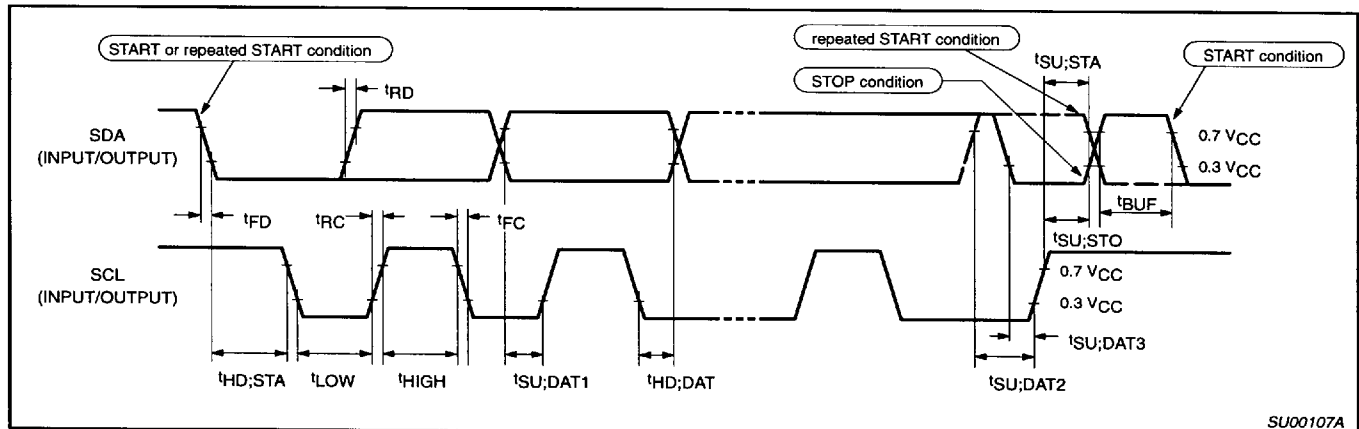 START or repeated START condition
repeated START condition
tSU;STA
START condition
STOP condition
tRD
SDA
(INPUT/OUTPUT)
0.7 VCC
0.3 VCC
tFD
tRC
tFC
tBUF
tSU;STO
SCL
(INPUT/OUTPUT)
0.7 VCC
0.3 VCC
tSU;DAT3
tHD;STA
tLOW
tHIGH
tSU;DAT1
tHD;DAT
tSU;DAT2
SU00107A